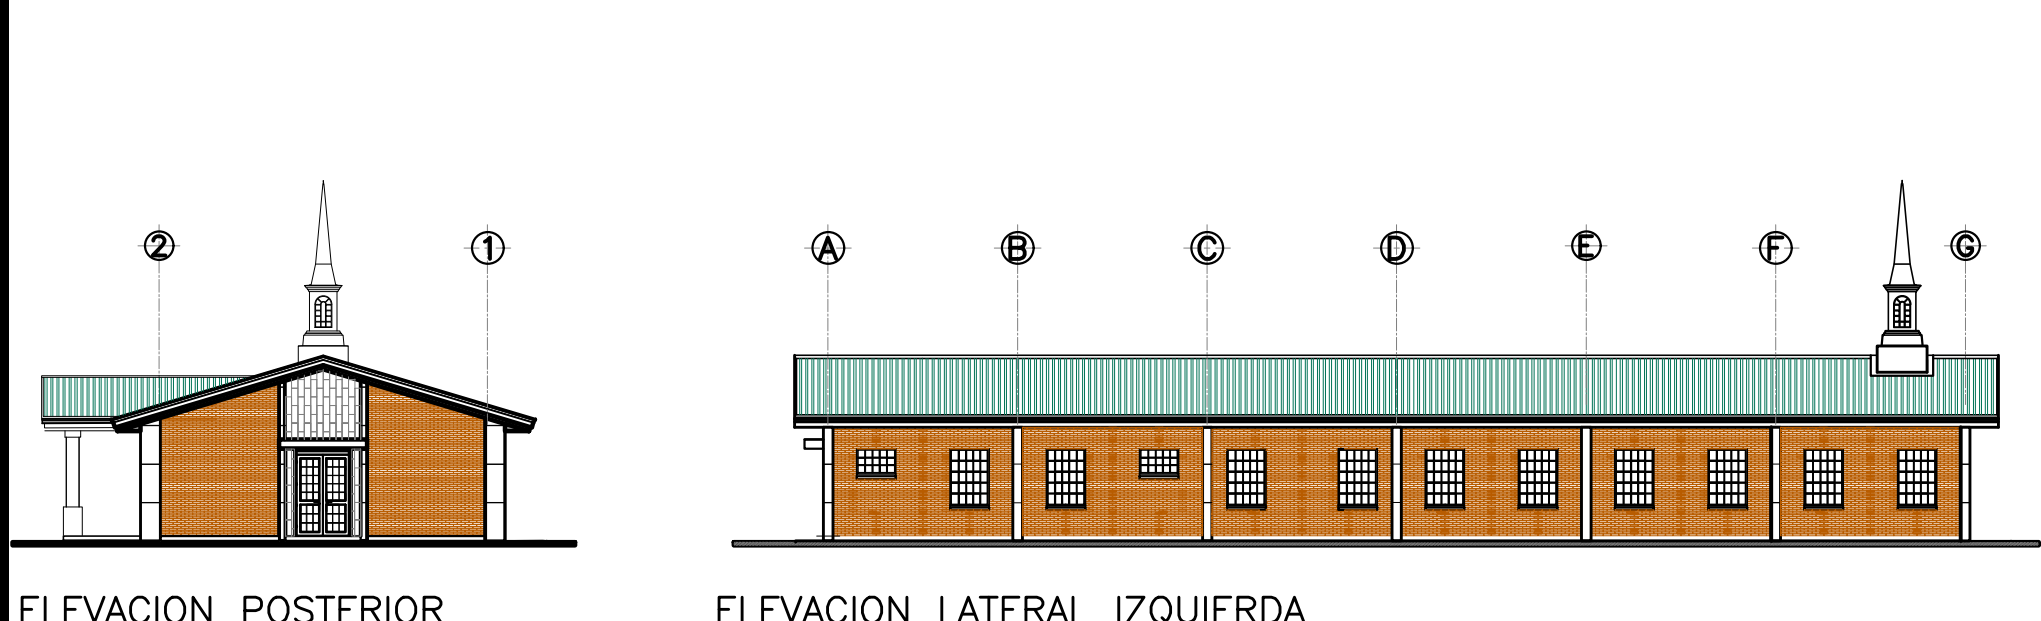 2 1 A B C D E F G
ELEVACION POSTERIOR
ELEVACION LATERAL IZQUIERDA